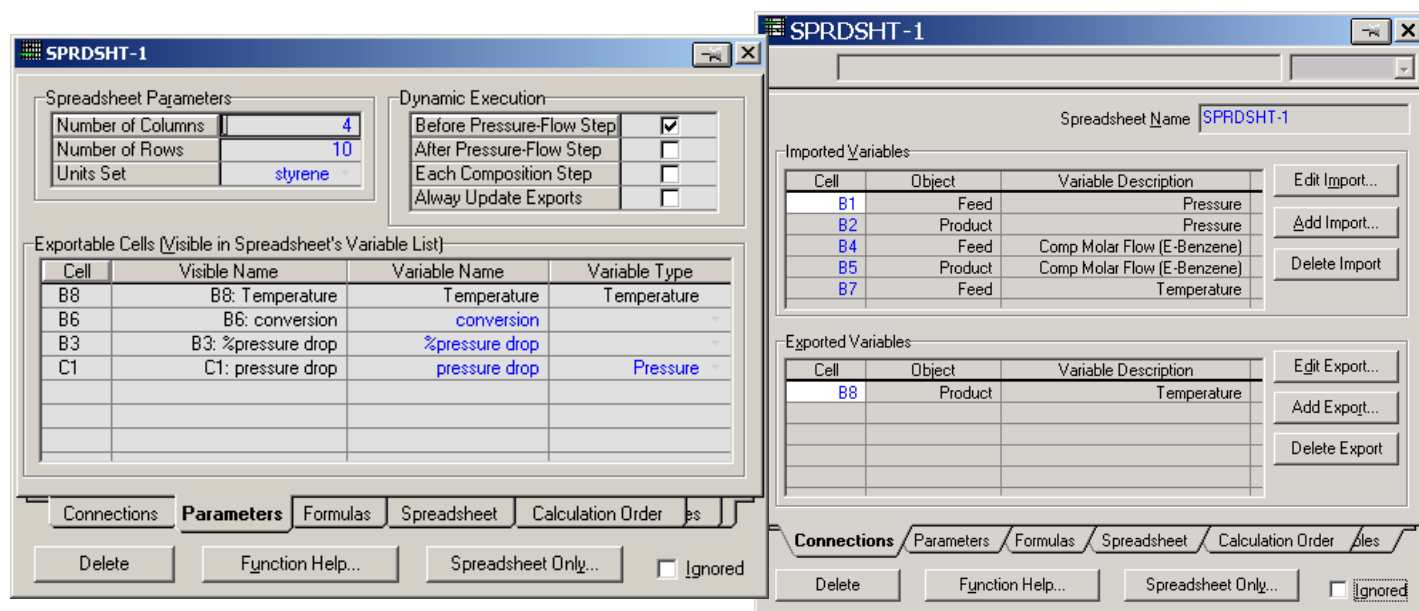 SPRDSHT-1
Spreadsheet Parameters
Number of Columns 4
Number of Rows 10
Units Set styrene
Dynamic Execution
Before Pressure-Flow Step
After Pressure-Flow Step
Each Composition Step
Alway Update Exports
Exportable Cells (Visible in Spreadsheet's Variable List)
Cell Visible Name Variable Name Variable Type
B8 B8: Temperature Temperature Temperature
B6 B6: conversion conversion
B3 B3: %pressure drop %pressure drop
C1 C1: pressure drop pressure drop Pressure
Connections Parameters Formulas Spreadsheet Calculation Order es
Delete Function Help... Spreadsheet Only... Ignored
SPRDSHT-1
Spreadsheet Name SPRDSHT-1
Imported Variables
Cell Object Variable Description
B1 Feed Pressure
B2 Product Pressure
B4 Feed Comp Molar Flow (E-Benzene)
B5 Product Comp Molar Flow (E-Benzene)
B7 Feed Temperature
Edit Import...
Add Import...
Delete Import
Exported Variables
Cell Object Variable Description
B8 Product Temperature
Edit Export...
Add Export...
Delete Export
Connections Parameters Formulas Spreadsheet Calculation Order bles
Delete Function Help... Spreadsheet Only... Ignored